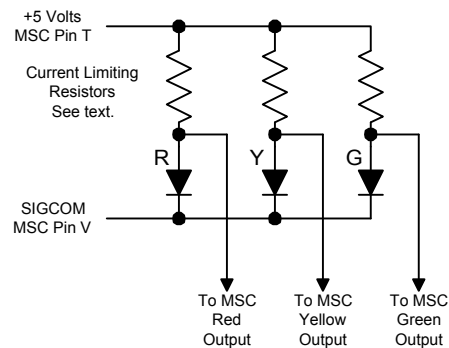 +5 Volts
MSC Pin T
Current Limiting
Resistors
See text.
R
Y
G
SIGCOM
MSC Pin V
To MSC
Red
Output
To MSC
Yellow
Output
To MSC
Green
Output